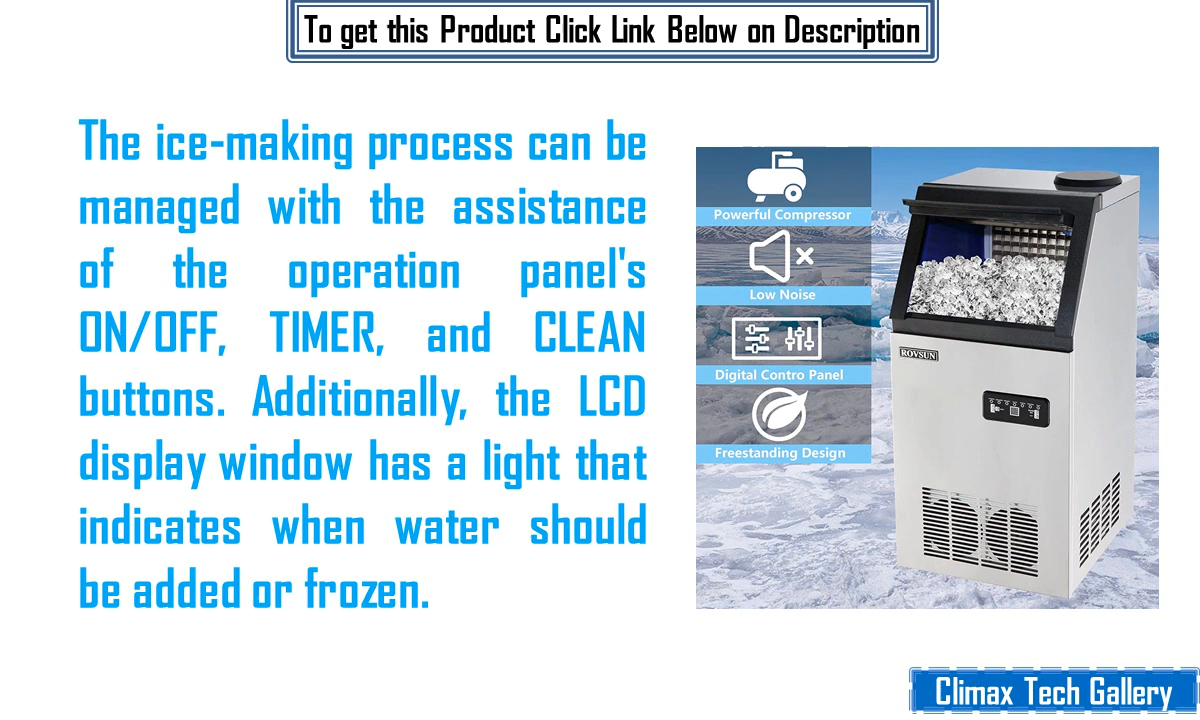 To get this Product Click Link Below on Description
The ice-making process can be
managed with the assistance
of the operation panel's
ON/OFF, TIMER, and CLEAN
buttons. Additionally, the LCD
display window has a light that
indicates when water should
be added or frozen.
Powerful Compressor
Low Noise
Digital Contro Panel
Freestanding Design
ROVSUN
Climax Tech Gallery